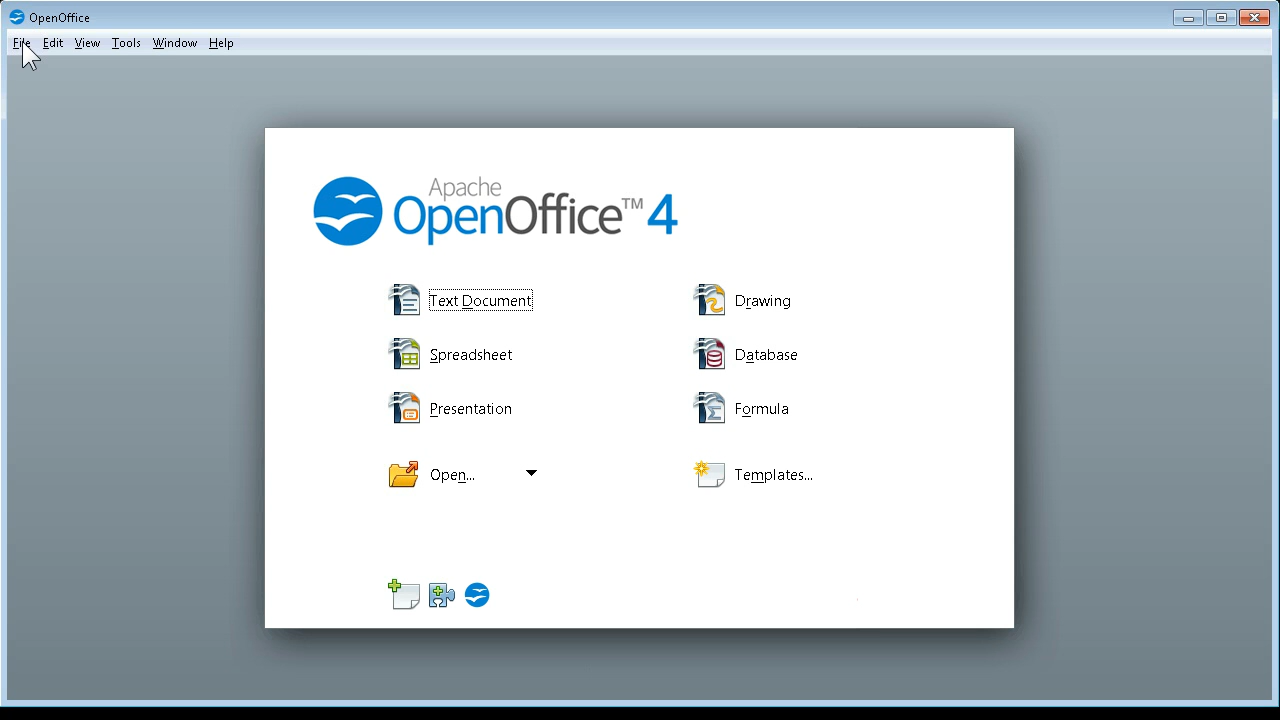 OpenOffice
File Edit View Tools Window Help
Apache
OpenOffice™ 4
Text Document
Drawing
Spreadsheet
Database
Presentation
Formula
Open...
Templates...